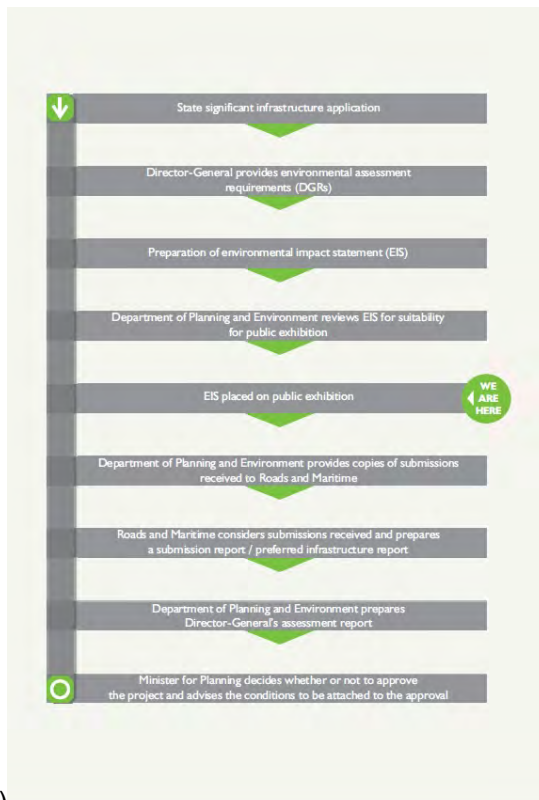 State significant infrastructure application
Director-General provides environmental assessment
requirements (DGRs)
Preparation of environmental impact statement (EIS)
Department of Planning and Environment reviews EIS for suitability
for public exhibition
EIS placed on public exhibition
WE
ARE
HERE
Department of Planning and Environment provides copies of submissions
received to Roads and Maritime
Roads and Maritime considers submissions received and prepares
a submission report / preferred infrastructure report
Department of Planning and Environment prepares
Director-General's assessment report
Minister for Planning decides whether or not to approve
the project and advises the conditions to be attached to the approval
)